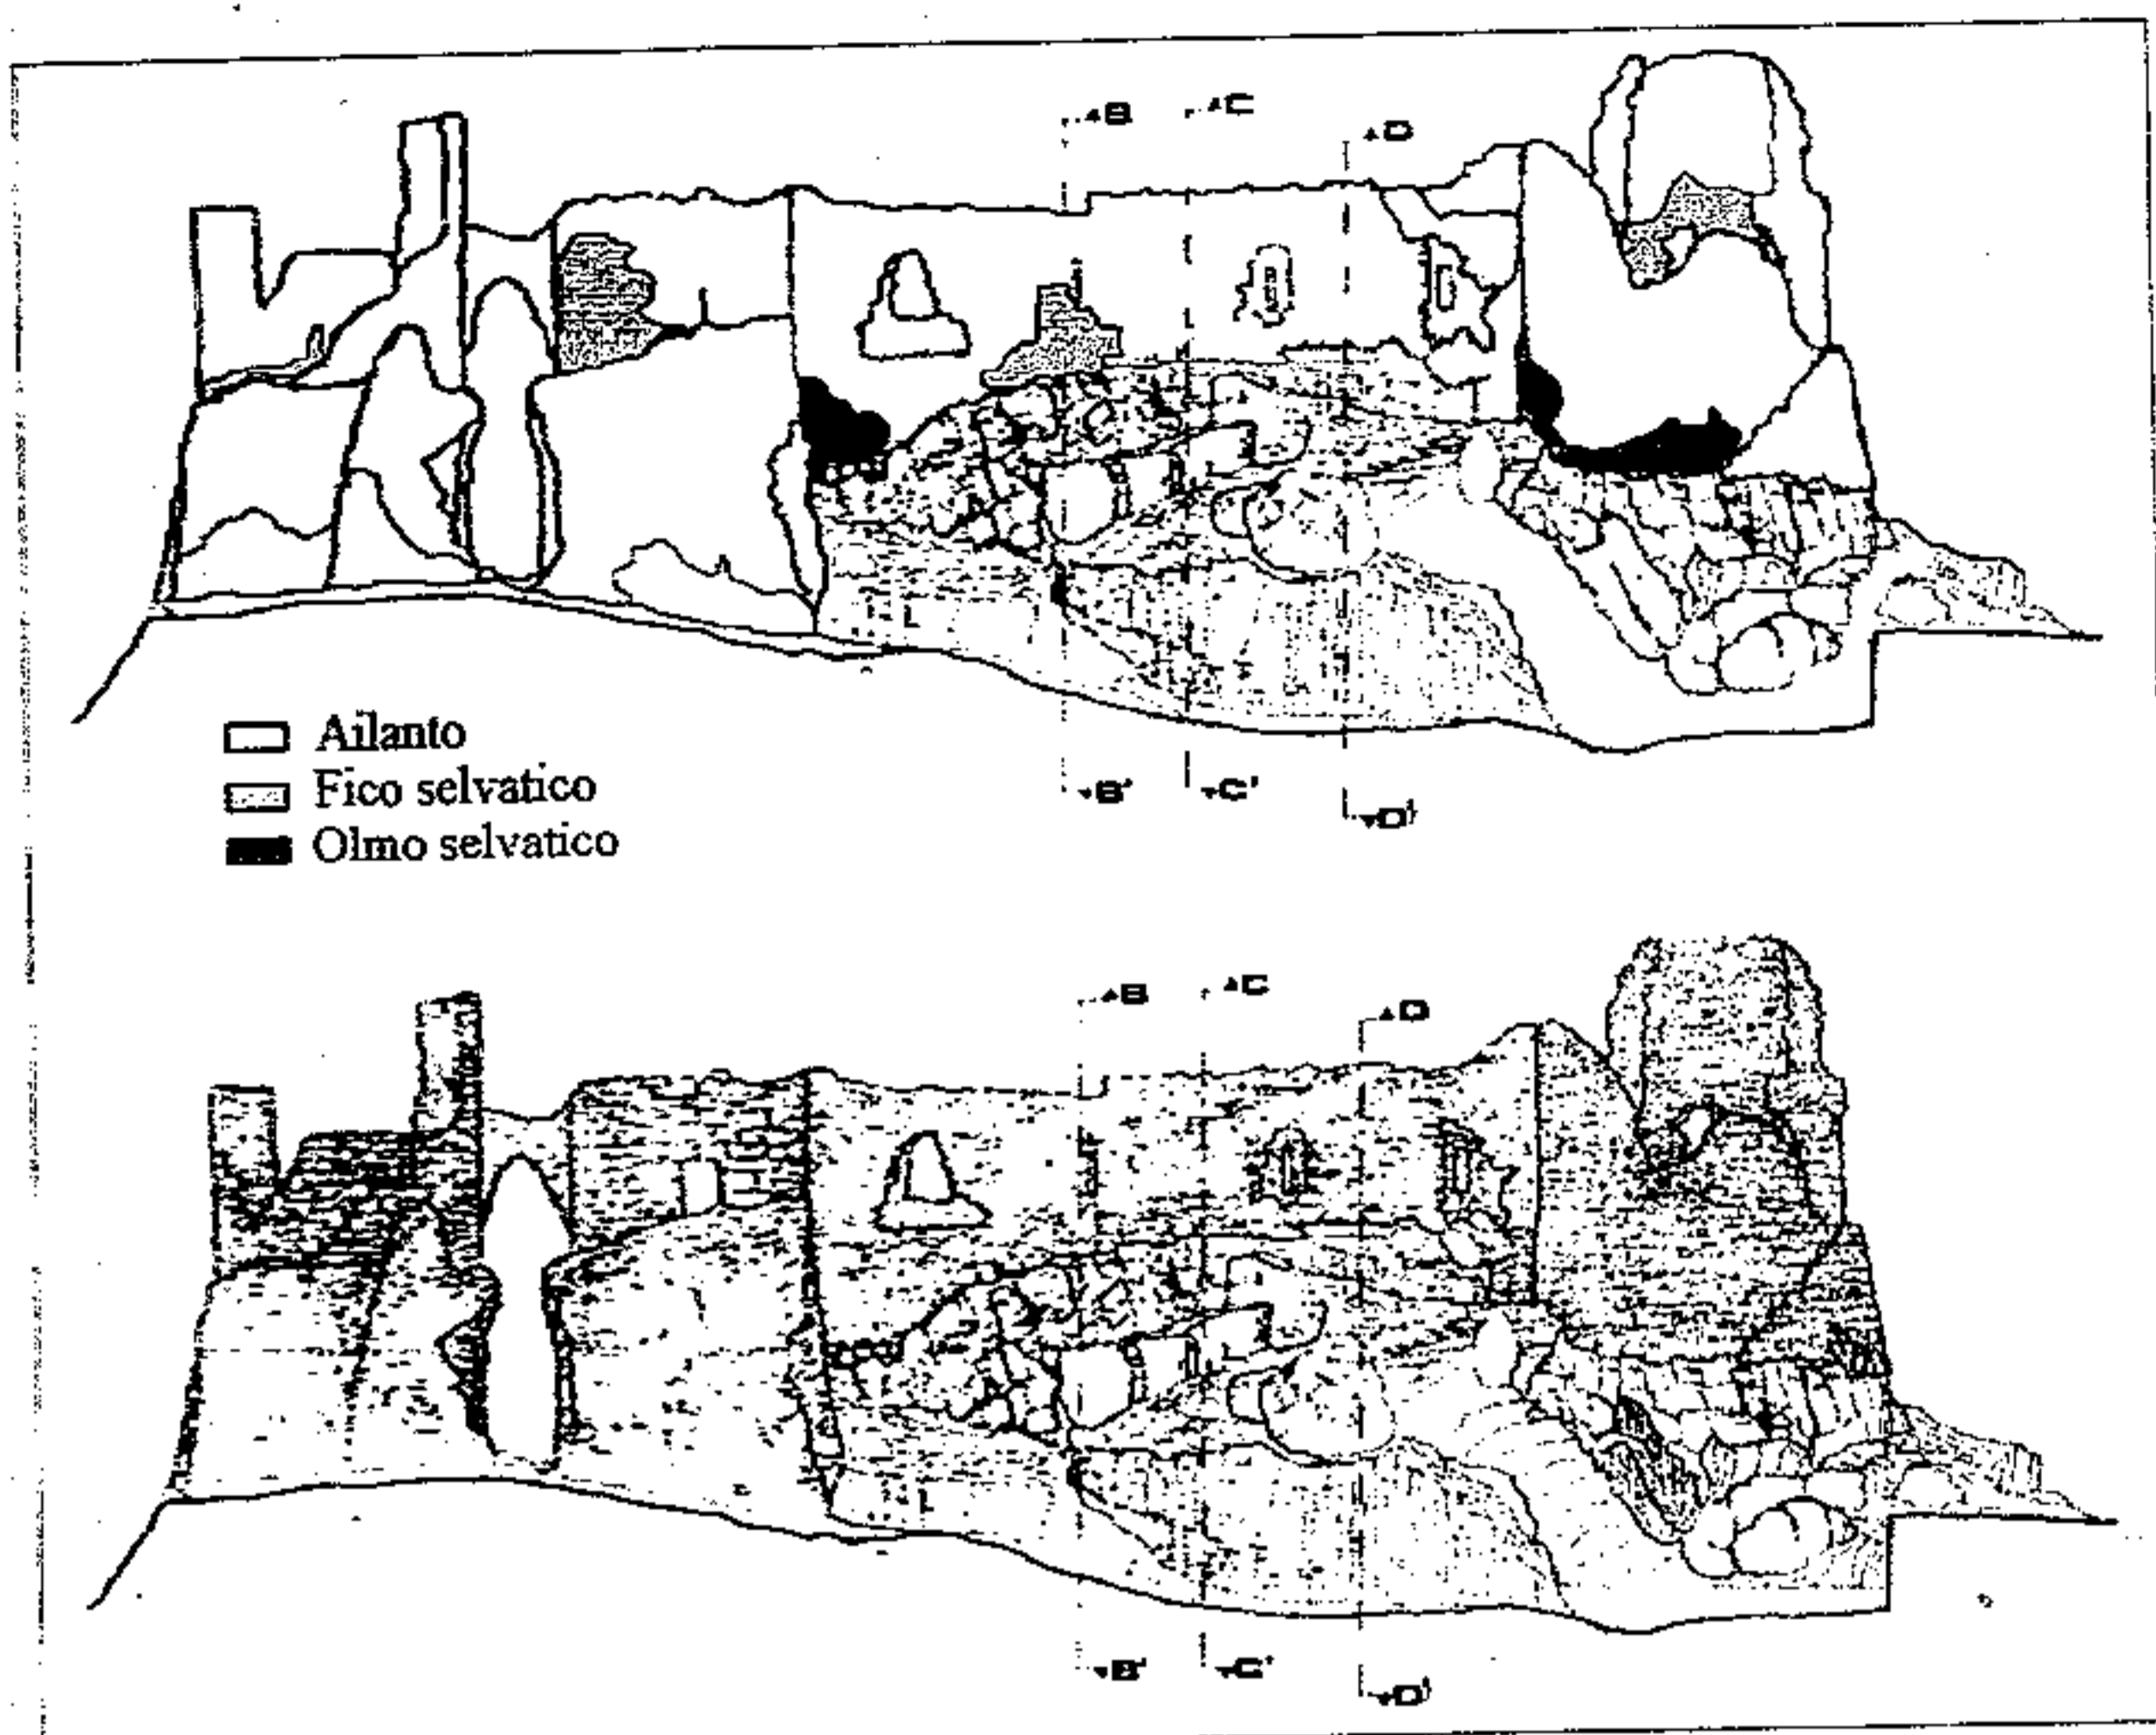 B
C
D
Ailanto
Fico selvatico
Olmo selvatico
B'
C'
D'
B
C
D
B'
C'
D'